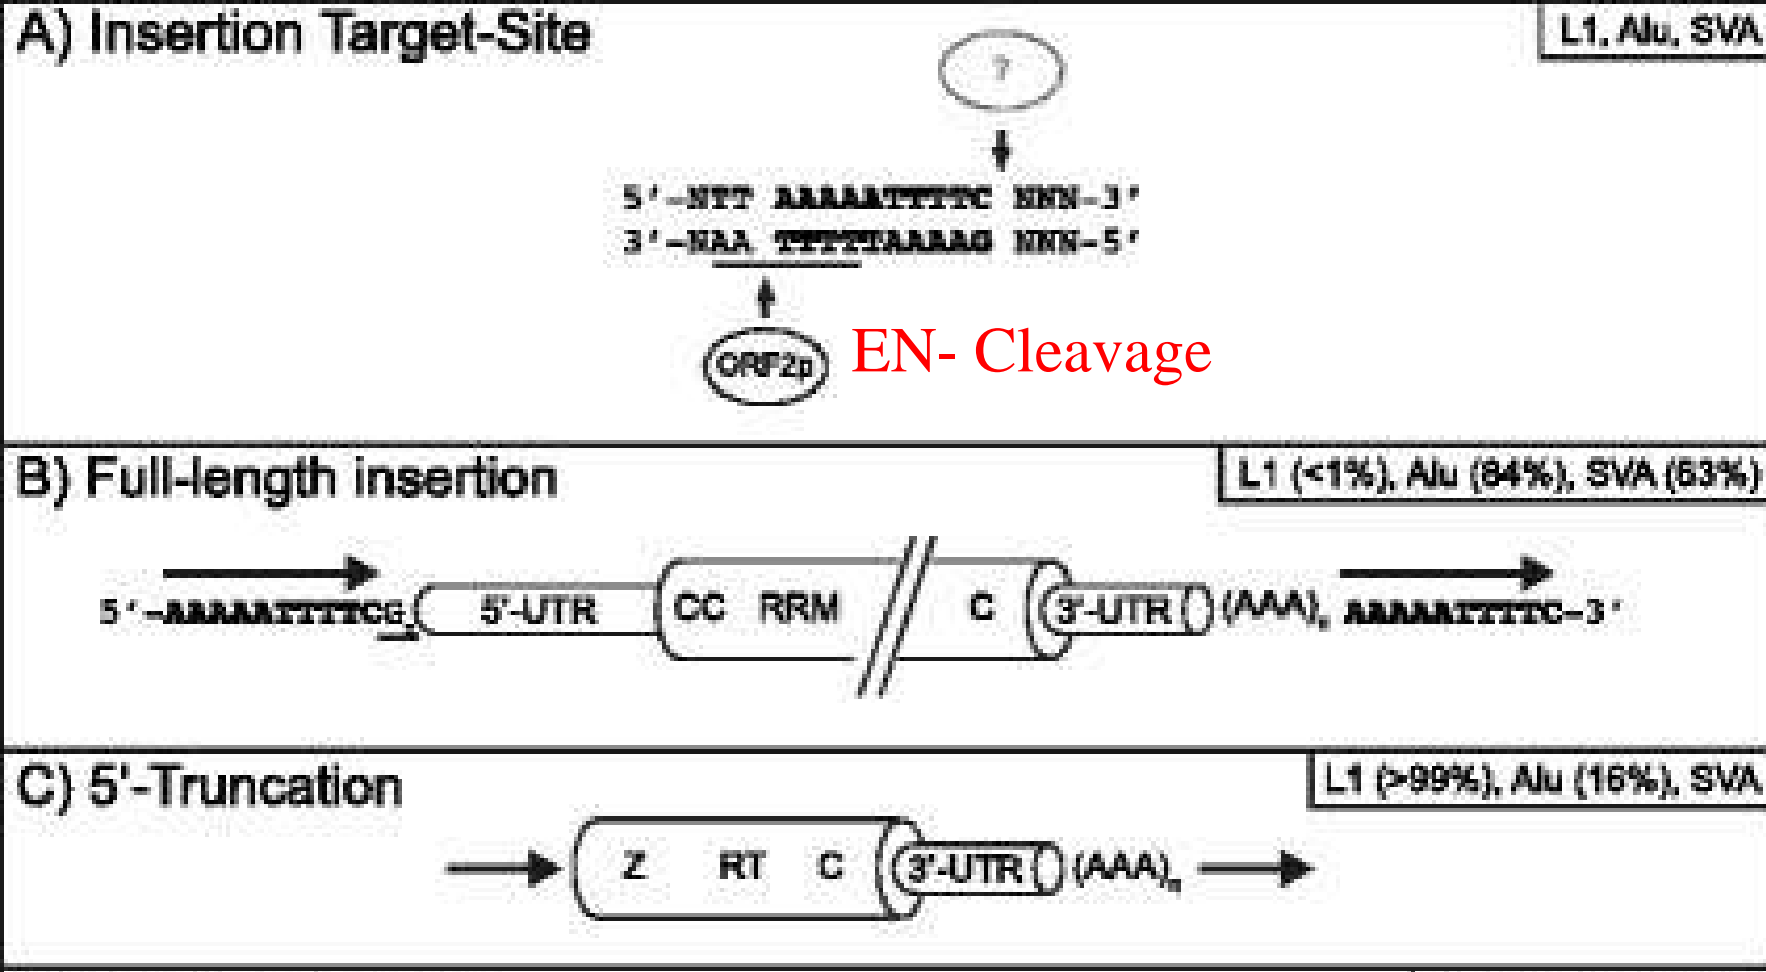 A) Insertion Target-Site
L1, Alu, SVA
?
5'-NTT AAAAATTTTC NNN-3'
3'-NAA TTTTTAAAAG NNN-5'
ORF2p
EN- Cleavage
B) Full-length insertion
L1 (<1%), Alu (84%), SVA (63%)
5'-AAAAATTTTCG
5'-UTR
CC RRM
C
3'-UTR
(AAA)n
AAAAATTTTC-3'
C) 5'-Truncation
L1 (>99%), Alu (16%), SVA
Z RT C
3'-UTR
(AAA)n